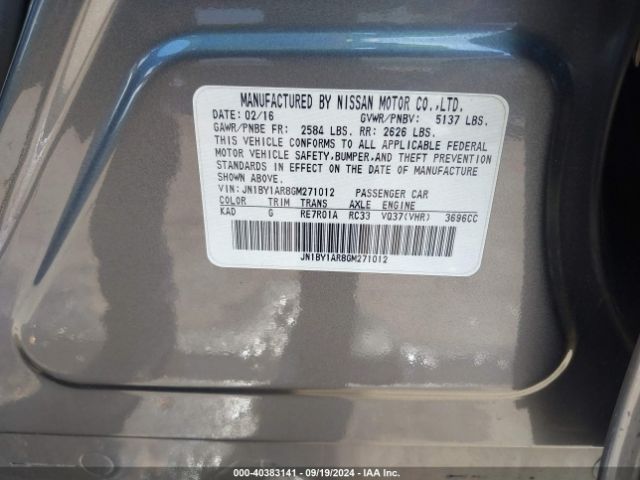 MANUFACTURED BY NISSAN MOTOR CO.,LTD.
DATE: 02/16 GVWR/PNBV: 5137 LBS.
GAWR/PNBE FR: 2584 LBS. RR: 2626 LBS.
THIS VEHICLE CONFORMS TO ALL APPLICABLE FEDERAL
MOTOR VEHICLE SAFETY,BUMPER,AND THEFT PREVENTION
STANDARDS IN EFFECT ON THE DATE OF MANUFACTURE
SHOWN ABOVE.
VIN: JN1BY1AR8GM271012 PASSENGER CAR
COLOR TRIM TRANS AXLE ENGINE
KAD G RE7R01A RC33 VQ37(VHR) 3696CC
JN1BY1AR8GM271012
000-40383141 - 09/19/2024 - IAA Inc.